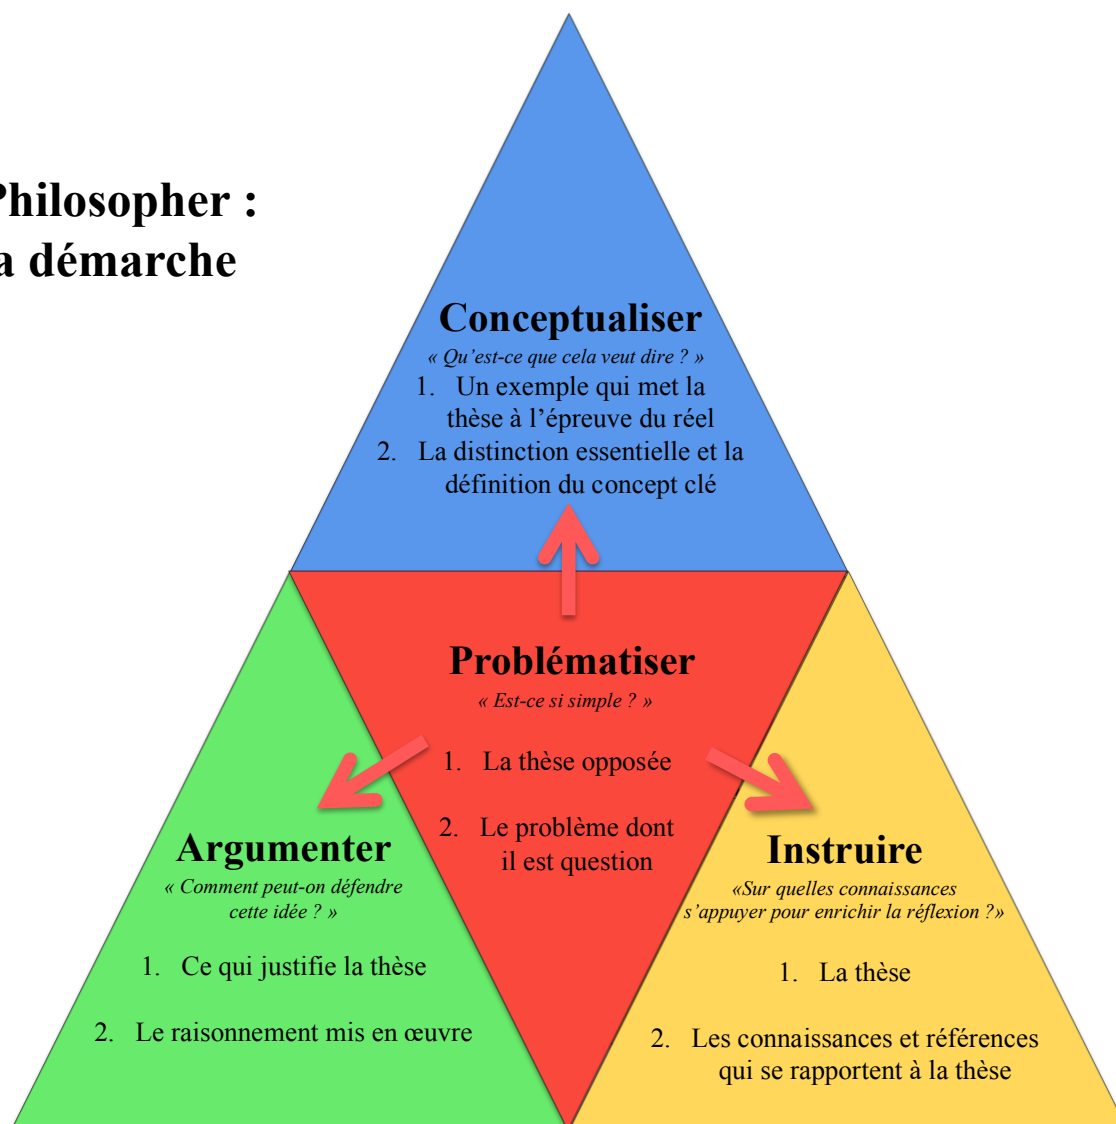 Philosopher :
a démarche
Conceptualiser
« Qu’est-ce que cela veut dire ? »
1. Un exemple qui met la
thèse à l’épreuve du réel
2. La distinction essentielle et la
définition du concept clé
Problématiser
« Est-ce si simple ? »
1. La thèse opposée
2. Le problème dont
il est question
Argumenter
« Comment peut-on défendre
cette idée ? »
1. Ce qui justifie la thèse
2. Le raisonnement mis en œuvre
Instruire
«Sur quelles connaissances
s’appuyer pour enrichir la réflexion ?»
1. La thèse
2. Les connaissances et références
qui se rapportent à la thèse